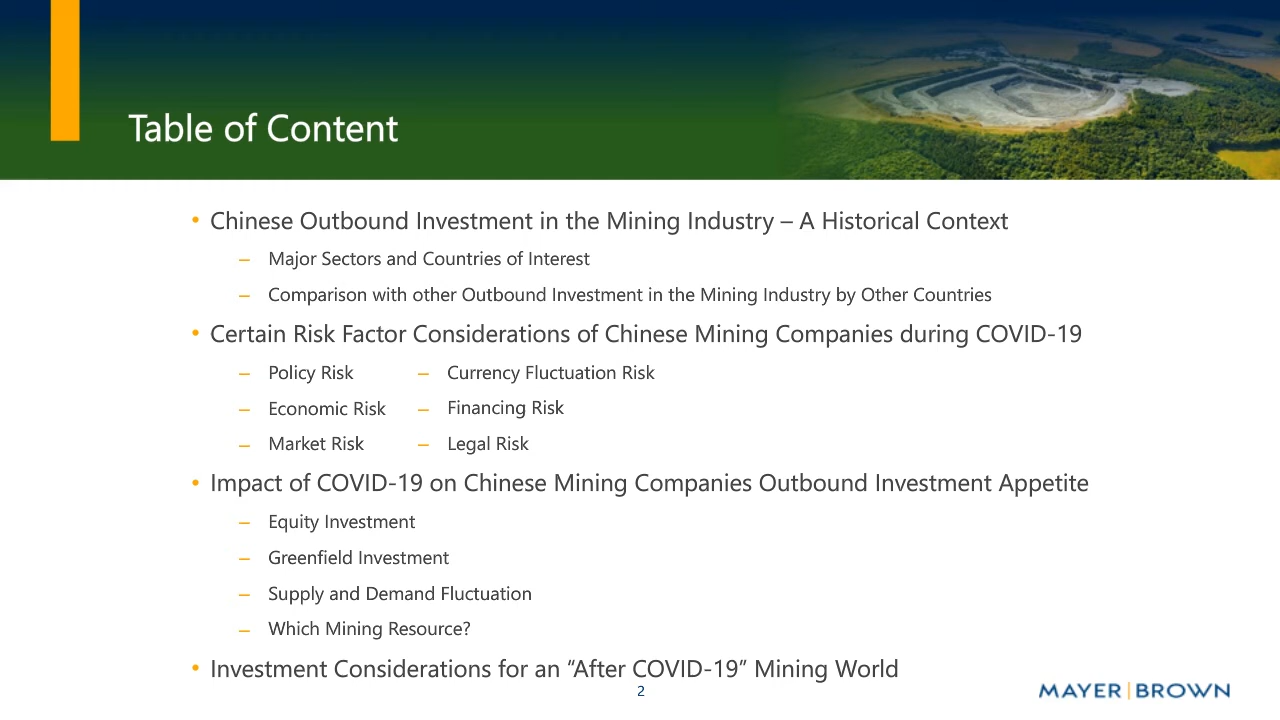 Table of Content
• Chinese Outbound Investment in the Mining Industry – A Historical Context
– Major Sectors and Countries of Interest
– Comparison with other Outbound Investment in the Mining Industry by Other Countries
• Certain Risk Factor Considerations of Chinese Mining Companies during COVID-19
– Policy Risk
– Economic Risk
– Market Risk
– Currency Fluctuation Risk
– Financing Risk
– Legal Risk
• Impact of COVID-19 on Chinese Mining Companies Outbound Investment Appetite
– Equity Investment
– Greenfield Investment
– Supply and Demand Fluctuation
– Which Mining Resource?
• Investment Considerations for an “After COVID-19” Mining World
2
MAYER | BROWN